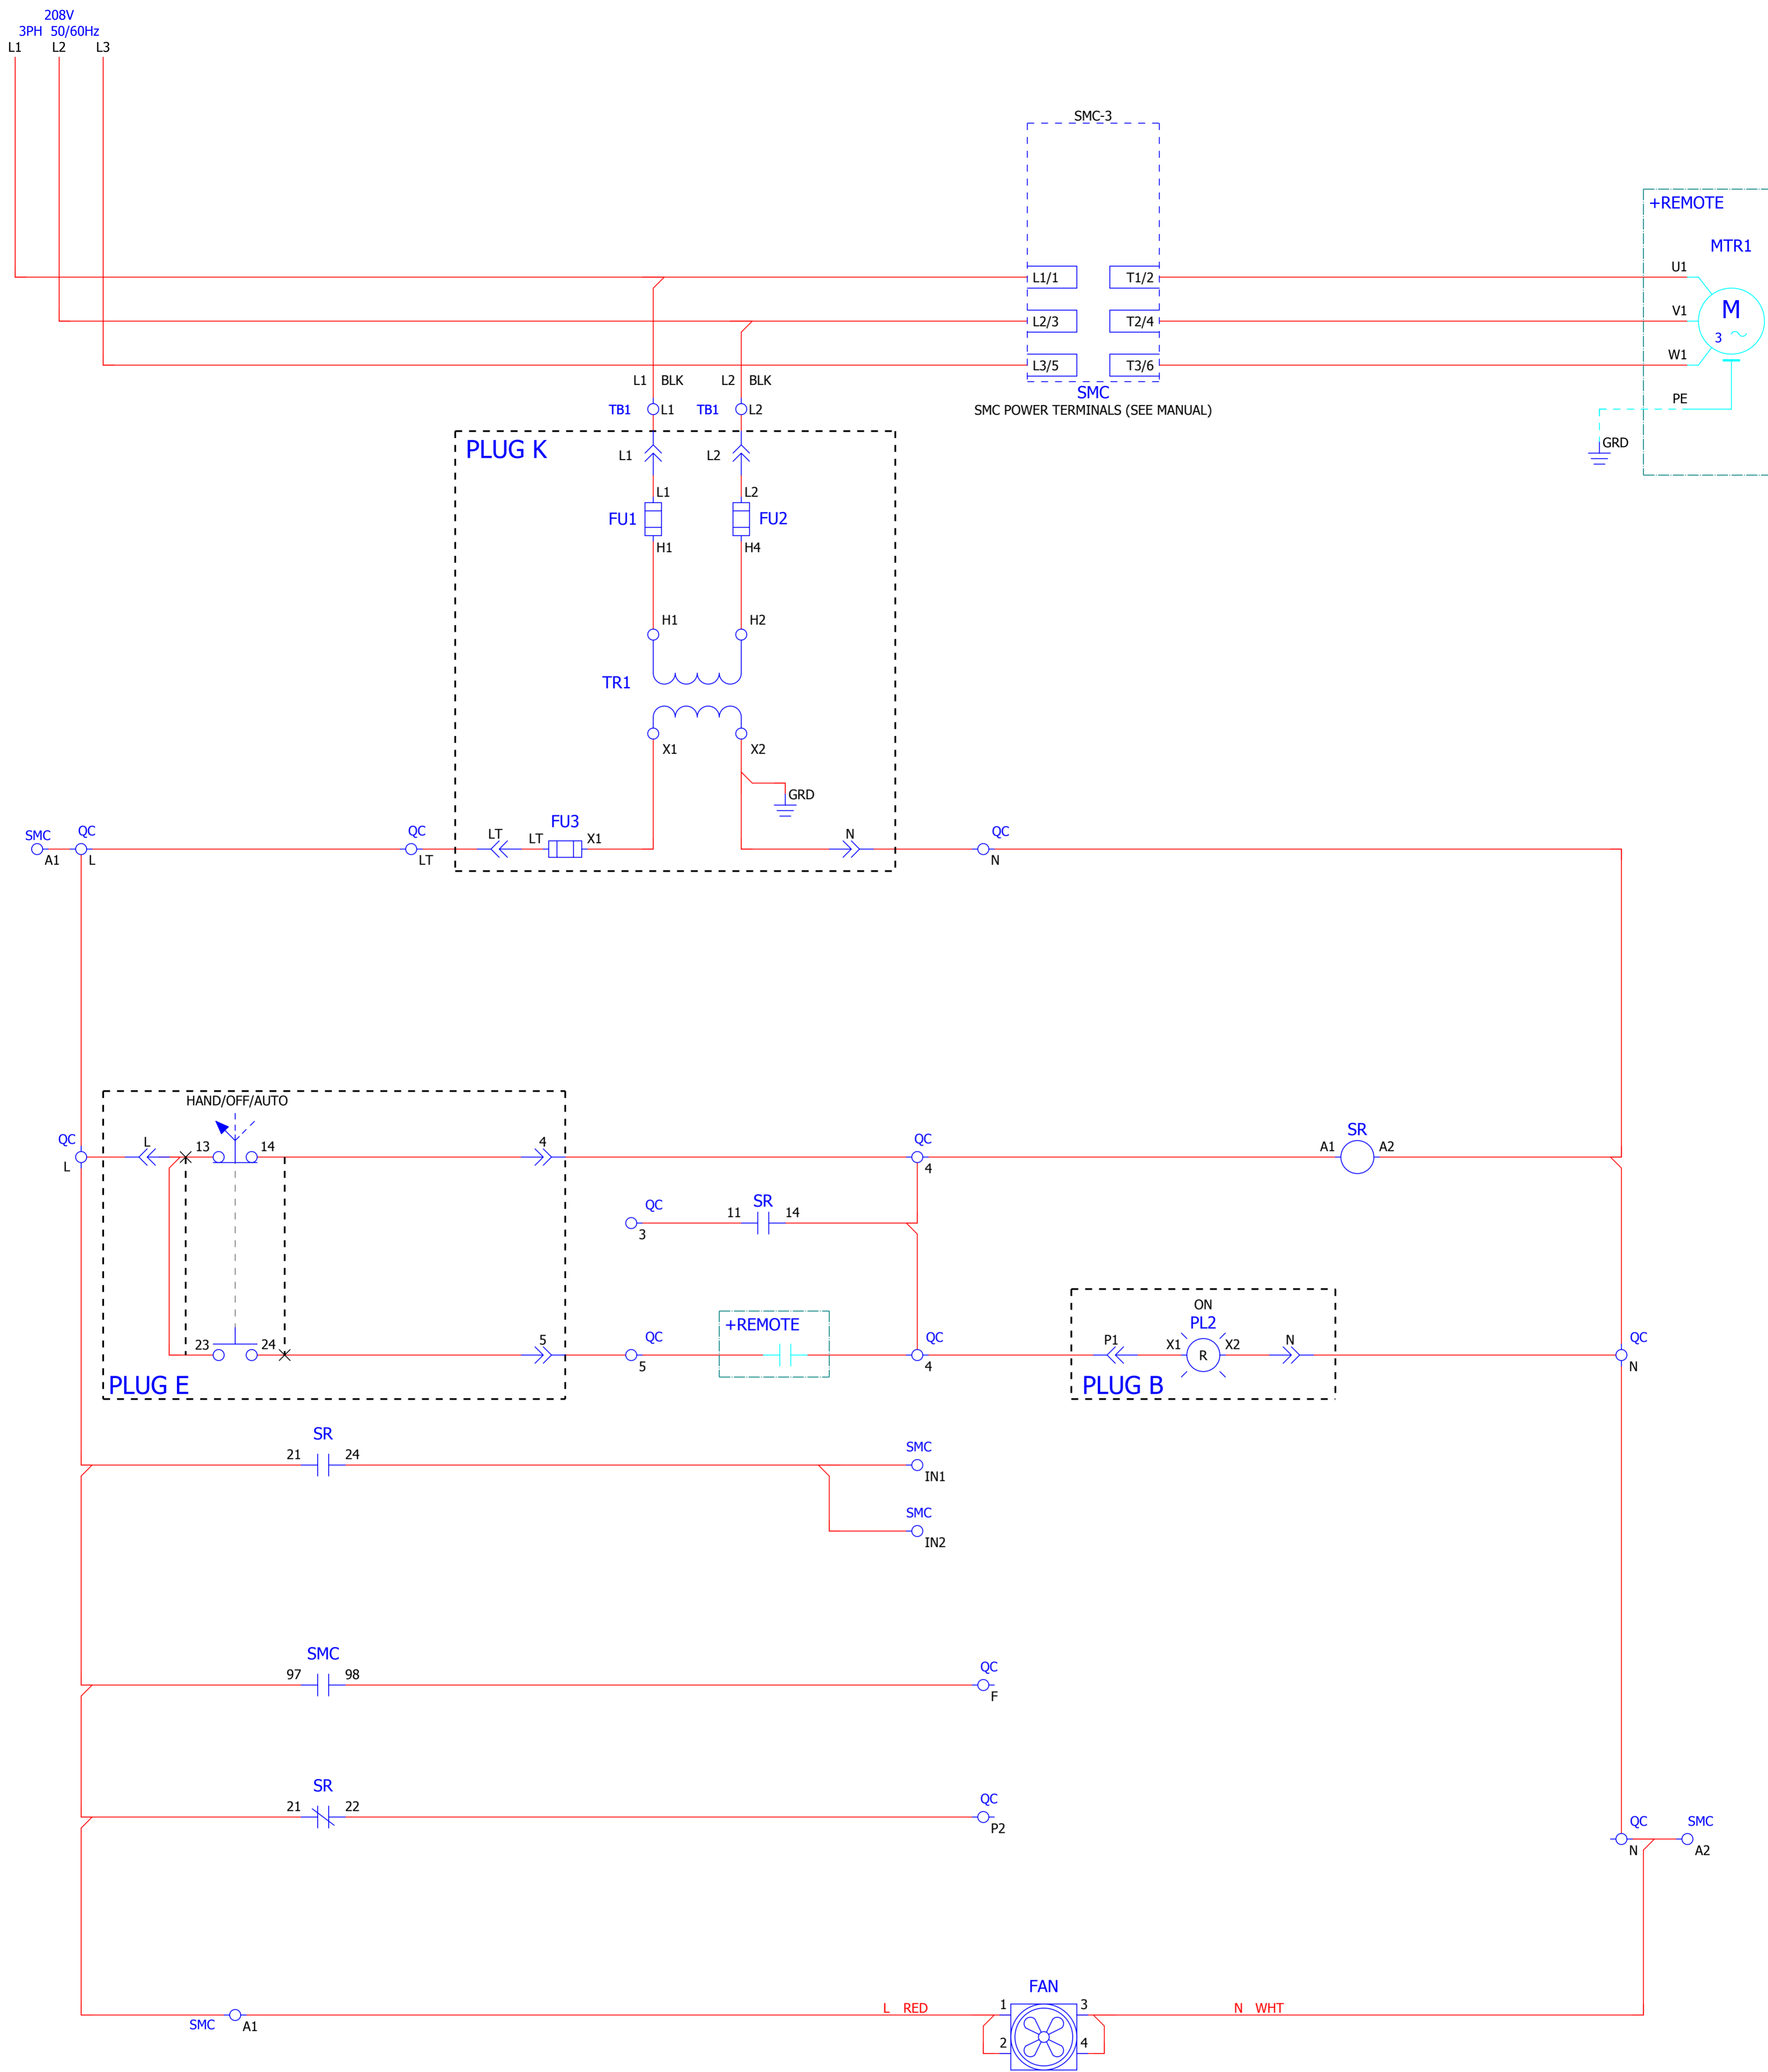 208V
3PH 50/60Hz
L1 L2 L3
SMC-3
+REMOTE
MTR1
L1/1 T1/2 U1
L2/3 T2/4 V1 M
3
L3/5 T3/6 W1
SMC
SMC POWER TERMINALS (SEE MANUAL)
PE
GRD
L1 BLK L2 BLK
TB1 L1 TB1 L2
PLUG K
L1 L2
L1 L2
FU1 FU2
H1 H4
H1 H2
TR1
X1 X2
GRD
SMC QC QC LT FU3 LT X1 N QC
A1 L LT N
HAND/OFF/AUTO
QC L 13 14 4 QC SR A1 A2
L 4
QC 11 SR 14
3
+REMOTE
ON
PL2
23 24 5 QC QC P1 X1 R X2 N QC
5 4 N
PLUG E PLUG B
SR
21 24 SMC
IN1
SMC
IN2
SMC
97 98 QC
F
SR
21 22 QC
P2
QC SMC
N A2
FAN
L RED 1 3 N WHT
SMC A1
2 4